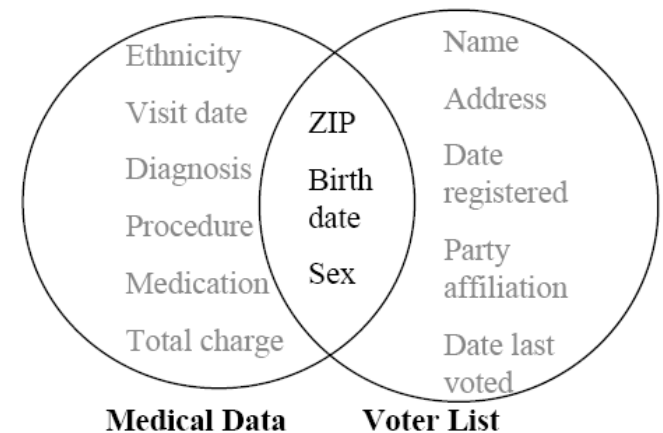 Ethnicity
Visit date
Diagnosis
Procedure
Medication
Total charge
ZIP
Birth
date
Sex
Name
Address
Date
registered
Party
affiliation
Date last
voted
Medical Data
Voter List